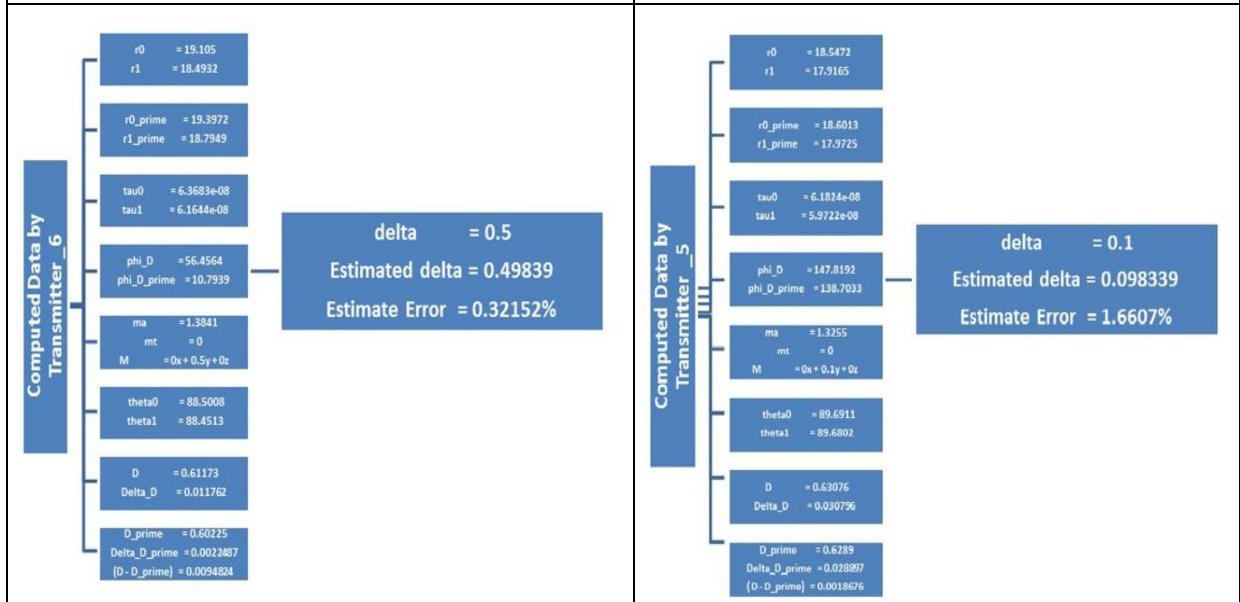 Computed Data by
Transmitter_6
r0 = 19.105
r1 = 18.4932
r0_prime = 19.3972
r1_prime = 18.7949
tau0 = 6.3683e-08
tau1 = 6.1644e-08
phi_D = 56.4564
phi_D_prime = 10.7939
ma = 1.3841
mt = 0
M = 0x + 0.5y + 0z
theta0 = 88.5008
theta1 = 88.4513
D = 0.61173
Delta_D = 0.011762
D_prime = 0.60225
Delta_D_prime = 0.0022487
(D - D_prime) = 0.0094824
delta = 0.5
Estimated delta = 0.49839
Estimate Error = 0.32152%
Computed Data by
Transmitter _5
r0 = 18.5472
r1 = 17.9165
r0_prime = 18.6013
r1_prime = 17.9725
tau0 = 6.1824e-08
tau1 = 5.9722e-08
phi_D = 147.8192
phi_D_prime = 138.7033
ma = 1.3255
mt = 0
M = 0x + 0.1y + 0z
theta0 = 89.6911
theta1 = 89.6802
D = 0.63076
Delta_D = 0.030796
D_prime = 0.6289
Delta_D_prime = 0.028897
(D - D_prime) = 0.0018676
delta = 0.1
Estimated delta = 0.098339
Estimate Error = 1.6607%